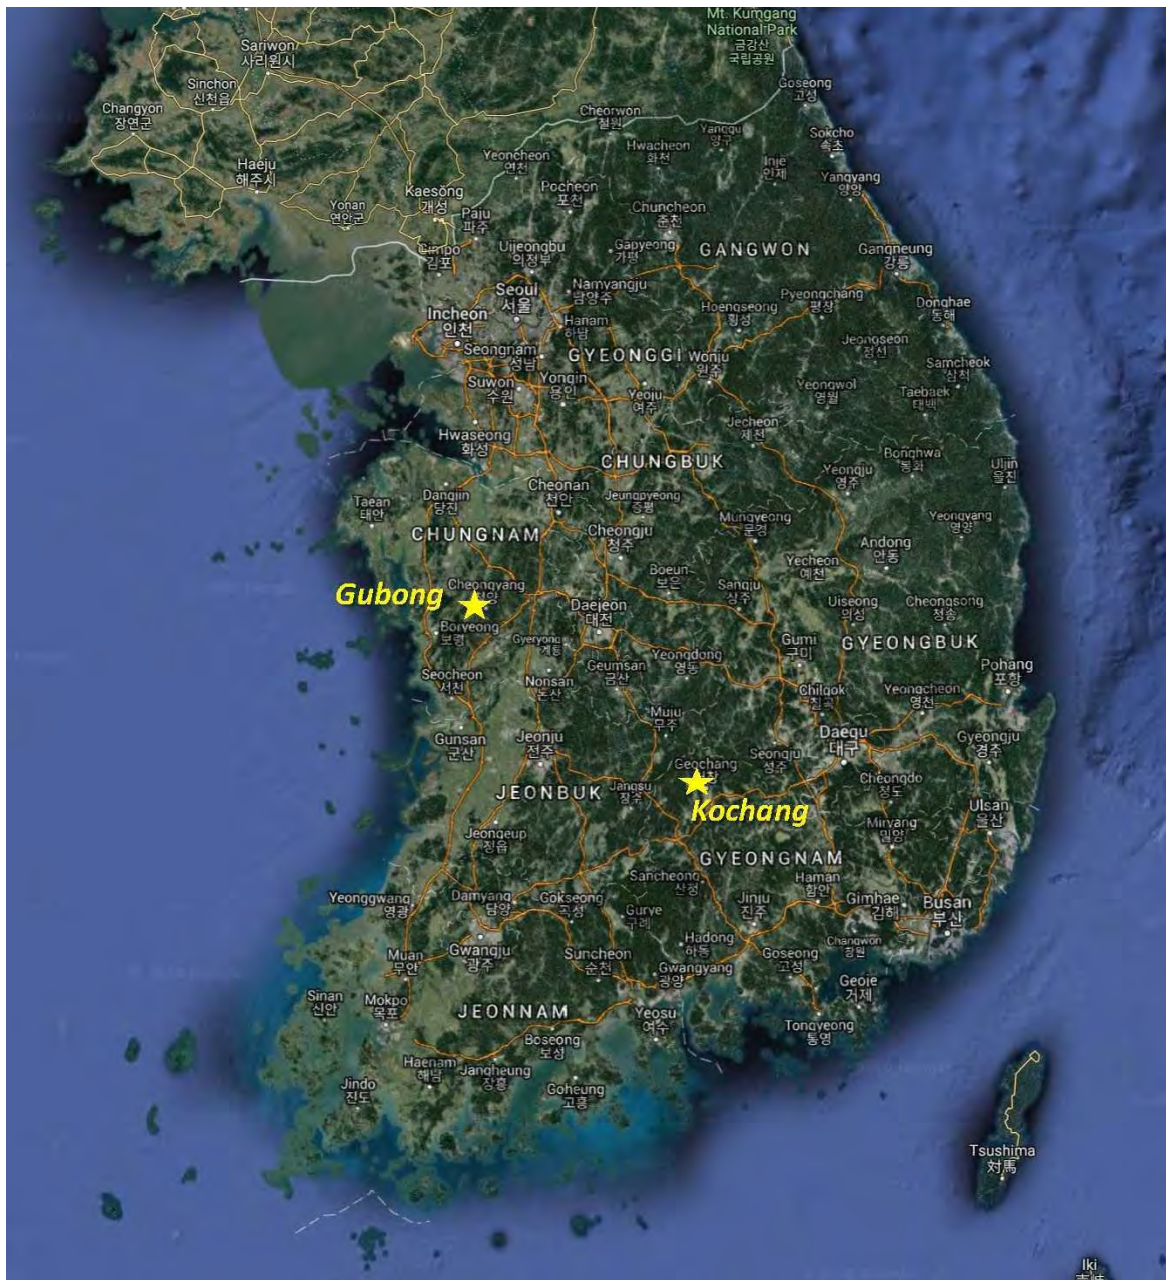 Mt. Kumgang
National Park
금강산
국립공원
Sariwon
사리원시
Sinchon
신천읍
Goseong
고성
Changyon
장연군
Cheorwon
철원
Yanggu
양구
Sokcho
속초
Yeoncheon
연천
Hwacheon
화천
Inje
인제
Haeju
해주시
Yangyang
양양
Kaesong
개성
Pocheon
포천
Yonan
연안군
Paju
파주
Chuncheon
춘천
Gimpo
김포
Uijeongbu
의정부
Gapyeong
가평
GANGWON
Gangneung
강릉
Seoul
서울
Namyangju
남양주
Pyeongchang
평창
Hoengseong
횡성
Donghae
동해
Incheon
인천
Hanam
하남
Jeongseon
정선
Seongnam
성남
GYEONGGI
Wonju
원주
Samcheok
삼척
Suwon
수원
Yongin
용인
Yeoju
여주
Yeongwol
영월
Taebaek
태백
Jecheon
제천
Hwaseong
화성
CHUNGBUK
Bonghwa
봉화
Yeongju
영주
Uljin
울진
Taean
태안
Dangjin
당진
Cheonan
천안
Jeungpyeong
증평
CHUNGNAM
Cheongju
청주
Mungyeong
문경
Yeongyang
영양
Andong
안동
Yecheon
예천
Boeun
보은
Sangju
상주
Gubong
Cheongyang
Daejeon
대전
Uiseong
의성
Cheongsong
청송
Boryeong
보령
Gyeryong
계룡
Gumi
구미
GYEONGBUK
Geumsan
금산
Yeongdong
영동
Pohang
포항
Seocheon
서천
Nonsan
논산
Chilgok
칠곡
Yeongcheon
영천
Muju
무주
Gunsan
군산
Jeonju
전주
Daegu
대구
Gyeongju
경주
Seongju
성주
Geochang
Cheongdo
청도
JEONBUK
Jangsu
장수
Kochang
Ulsan
울산
Jeongeup
정읍
Miryang
밀양
GYEONGNAM
Sancheong
산청
Haman
함안
Yeonggwang
영광
Damyang
담양
Gokseong
곡성
Jinju
진주
Gimhae
김해
Busan
부산
Gurye
구례
Gwangju
광주
Hadong
하동
Changwon
창원
Muan
무안
Suncheon
순천
Gwangyang
광양
Goseong
고성
Geoje
거제
Sinan
신안
Mokpo
목포
JEONNAM
Yeosu
여수
Tongyeong
통영
Boseong
보성
Haenam
해남
Jangheung
장흥
Jindo
진도
Goheung
고흥
Tsushima
対馬
Iki